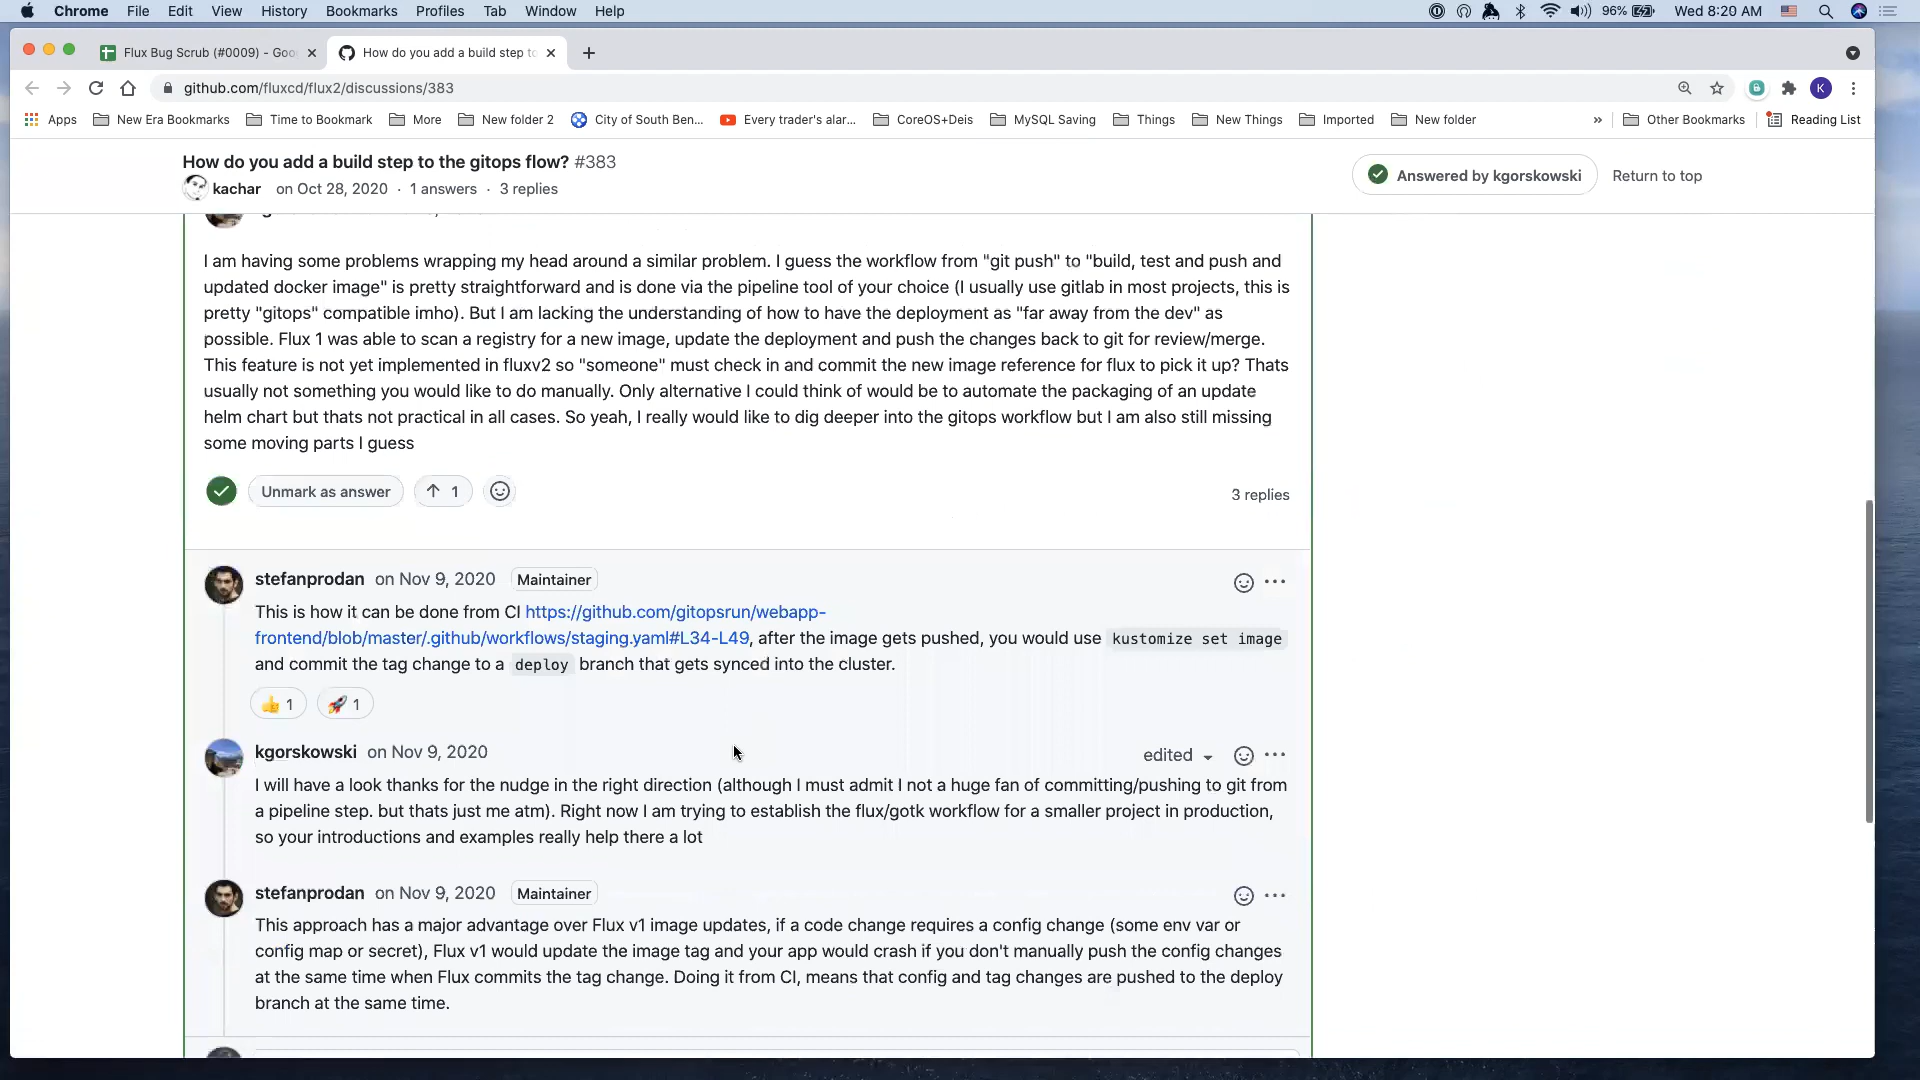 Chrome File Edit View History Bookmarks Profiles Tab Window Help
96% Wed 8:20 AM
Flux Bug Scrub (#0009) - Goo
How do you add a build step to
github.com/fluxcd/flux2/discussions/383
K
Apps New Era Bookmarks Time to Bookmark More New folder 2 City of South Ben... Every trader's alar... CoreOS+Deis MySQL Saving Things New Things Imported New folder » Other Bookmarks Reading List
How do you add a build step to the gitops flow? #383
kachar on Oct 28, 2020 · 1 answers · 3 replies
Answered by kgorskowski
Return to top
I am having some problems wrapping my head around a similar problem. I guess the workflow from "git push" to "build, test and push and
updated docker image" is pretty straightforward and is done via the pipeline tool of your choice (I usually use gitlab in most projects, this is
pretty "gitops" compatible imho). But I am lacking the understanding of how to have the deployment as "far away from the dev" as
possible. Flux 1 was able to scan a registry for a new image, update the deployment and push the changes back to git for review/merge.
This feature is not yet implemented in fluxv2 so "someone" must check in and commit the new image reference for flux to pick it up? Thats
usually not something you would like to do manually. Only alternative I could think of would be to automate the packaging of an update
helm chart but thats not practical in all cases. So yeah, I really would like to dig deeper into the gitops workflow but I am also still missing
some moving parts I guess
Unmark as answer ↑ 1
3 replies
stefanprodan on Nov 9, 2020 Maintainer
This is how it can be done from CI https://github.com/gitopsrun/webapp-
frontend/blob/master/.github/workflows/staging.yaml#L34-L49, after the image gets pushed, you would use kustomize set image
and commit the tag change to a deploy branch that gets synced into the cluster.
👍 1 🚀 1
kgorskowski on Nov 9, 2020
edited
I will have a look thanks for the nudge in the right direction (although I must admit I not a huge fan of committing/pushing to git from
a pipeline step. but thats just me atm). Right now I am trying to establish the flux/gotk workflow for a smaller project in production,
so your introductions and examples really help there a lot
stefanprodan on Nov 9, 2020 Maintainer
This approach has a major advantage over Flux v1 image updates, if a code change requires a config change (some env var or
config map or secret), Flux v1 would update the image tag and your app would crash if you don't manually push the config changes
at the same time when Flux commits the tag change. Doing it from CI, means that config and tag changes are pushed to the deploy
branch at the same time.